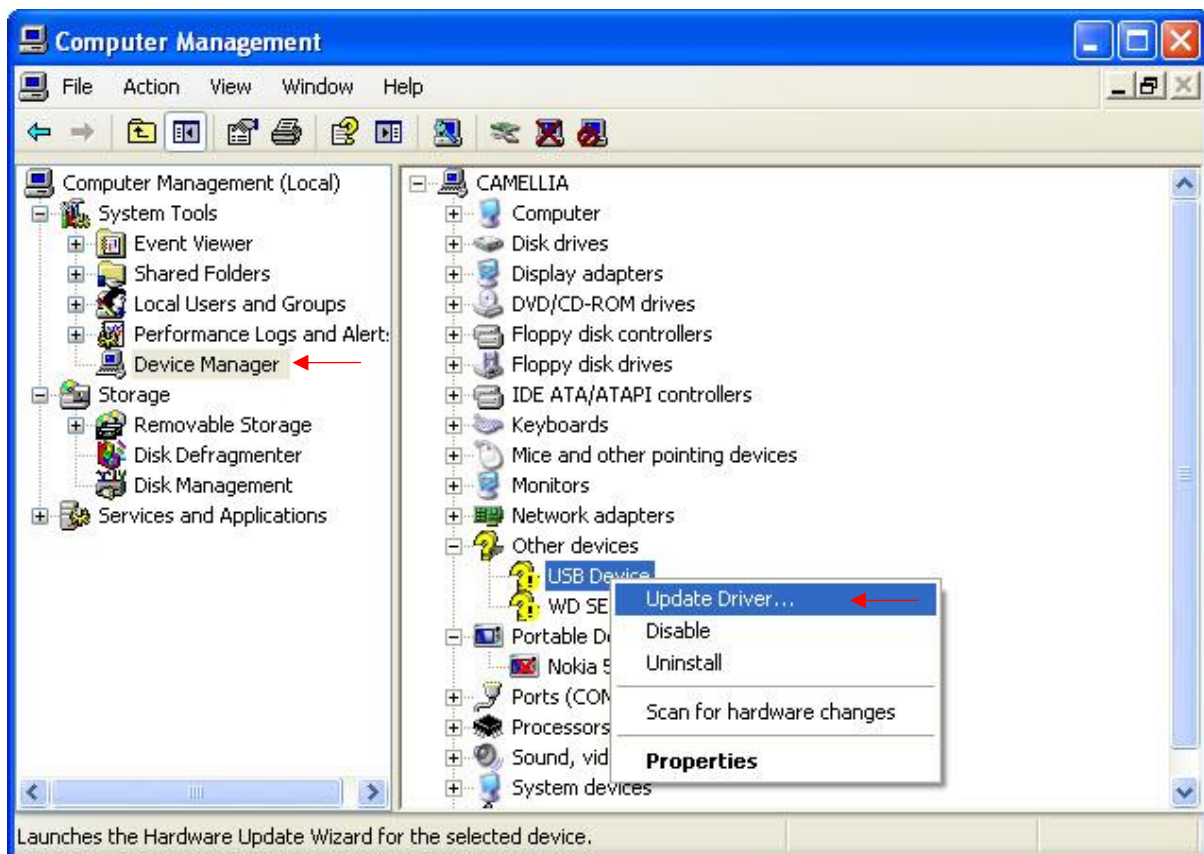 Computer Management
File Action View Window Help
Computer Management (Local)
System Tools
Event Viewer
Shared Folders
Local Users and Groups
Performance Logs and Alert
Device Manager
Storage
Removable Storage
Disk Defragmenter
Disk Management
Services and Applications
CAMELLIA
Computer
Disk drives
Display adapters
DVD/CD-ROM drives
Floppy disk controllers
Floppy disk drives
IDE ATA/ATAPI controllers
Keyboards
Mice and other pointing devices
Monitors
Network adapters
Other devices
USB Device
WD SE
Portable D
Nokia 5
Ports (COM
Processors
Sound, vid
System devices
Update Driver...
Disable
Uninstall
Scan for hardware changes
Properties
Launches the Hardware Update Wizard for the selected device.